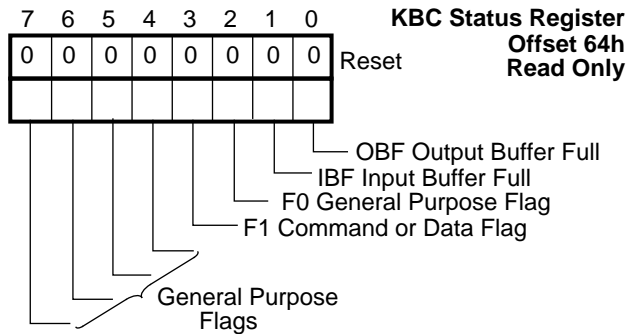 7 6 5 4 3 2 1 0
KBC Status Register
Offset 64h
Read Only
0 0 0 0 0 0 0 0 Reset
OBF Output Buffer Full
IBF Input Buffer Full
F0 General Purpose Flag
F1 Command or Data Flag
General Purpose
Flags